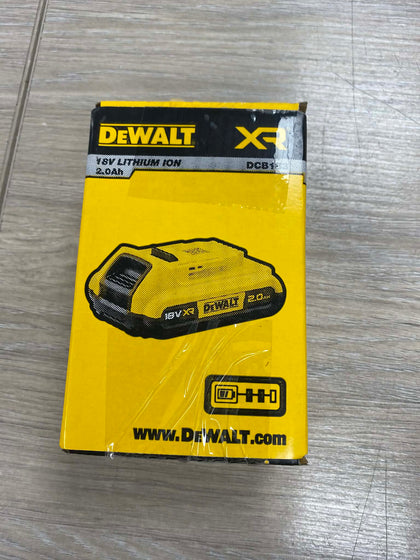 DEWALT XR
18V LITHIUM ION
2.0Ah
18V XR DEWALT 2.0Ah
www.DEWALT.com